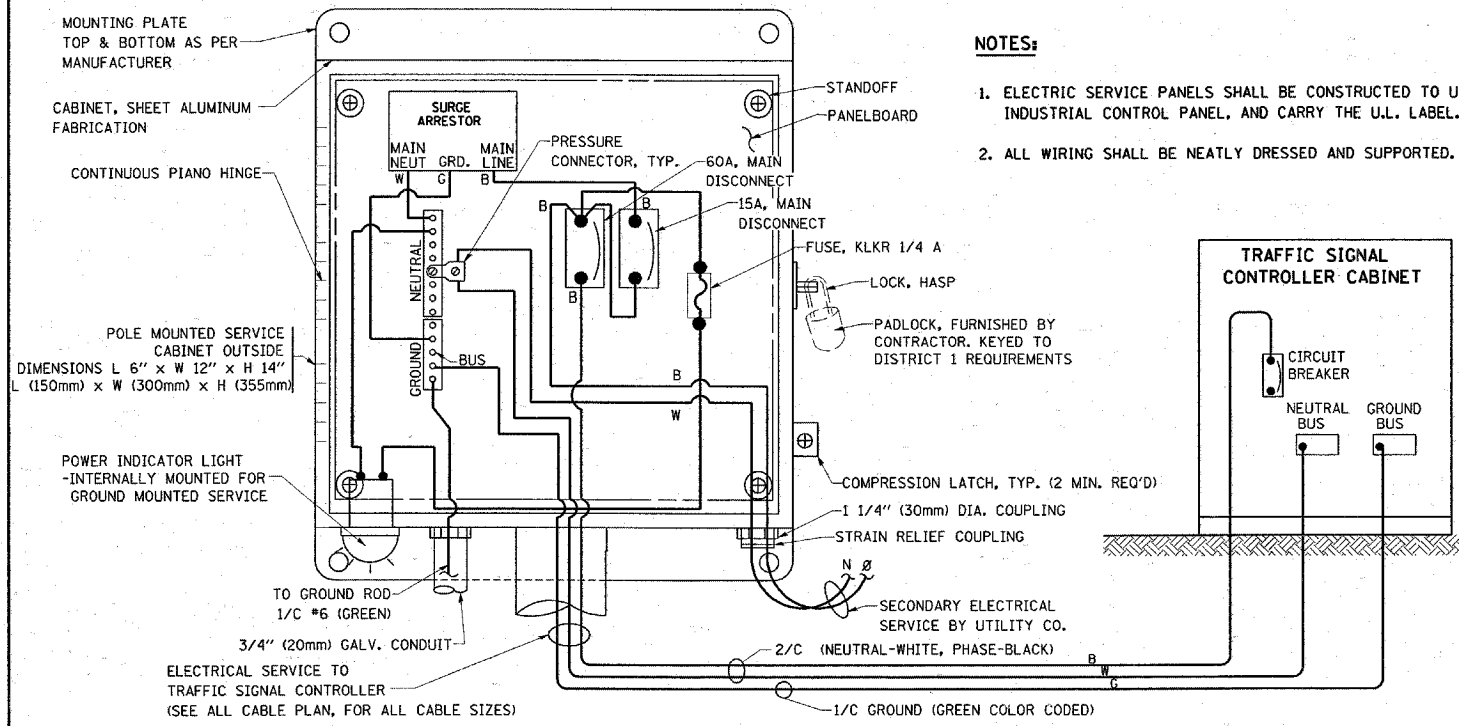 MOUNTING PLATE
TOP & BOTTOM AS PER
MANUFACTURER
CABINET, SHEET ALUMINUM
FABRICATION
CONTINUOUS PIANO HINGE
POLE MOUNTED SERVICE
CABINET OUTSIDE
DIMENSIONS L 6" x W 12" x H 14"
L (150mm) x W (300mm) x H (355mm)
POWER INDICATOR LIGHT
-INTERNALLY MOUNTED FOR
GROUND MOUNTED SERVICE
SURGE
ARRESTOR
MAIN
NEUT
GRD.
MAIN
LINE
W
G
B
PRESSURE
CONNECTOR, TYP.
60A, MAIN
DISCONNECT
15A, MAIN
DISCONNECT
B
B
B
NEUTRAL
GROUND
BUS
FUSE, KLKR 1/4 A
STANDOFF
PANELBOARD
LOCK, HASP
PADLOCK, FURNISHED BY
CONTRACTOR. KEYED TO
DISTRICT 1 REQUIREMENTS
B
W
COMPRESSION LATCH, TYP. (2 MIN. REQ'D)
1 1/4" (30mm) DIA. COUPLING
STRAIN RELIEF COUPLING
N Ø
SECONDARY ELECTRICAL
SERVICE BY UTILITY CO.
TO GROUND ROD
1/C #6 (GREEN)
3/4" (20mm) GALV. CONDUIT
ELECTRICAL SERVICE TO
TRAFFIC SIGNAL CONTROLLER
(SEE ALL CABLE PLAN, FOR ALL CABLE SIZES)
2/C (NEUTRAL-WHITE, PHASE-BLACK)
B
W
G
1/C GROUND (GREEN COLOR CODED)
NOTES:
1. ELECTRIC SERVICE PANELS SHALL BE CONSTRUCTED TO U
INDUSTRIAL CONTROL PANEL, AND CARRY THE U.L. LABEL.
2. ALL WIRING SHALL BE NEATLY DRESSED AND SUPPORTED.
TRAFFIC SIGNAL
CONTROLLER CABINET
CIRCUIT
BREAKER
NEUTRAL
BUS
GROUND
BUS